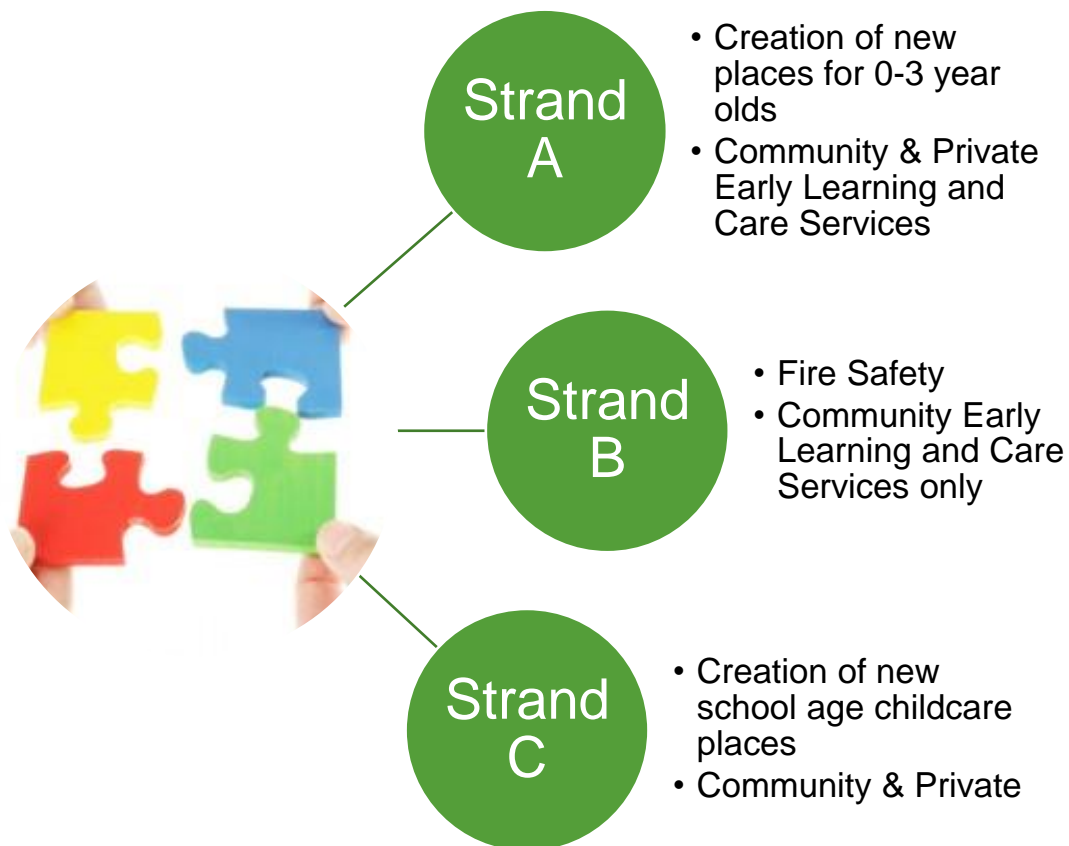 Strand
A
• Creation of new
places for 0-3 year
olds
• Community & Private
Early Learning and
Care Services
Strand
B
• Fire Safety
• Community Early
Learning and Care
Services only
Strand
C
• Creation of new
school age childcare
places
• Community & Private